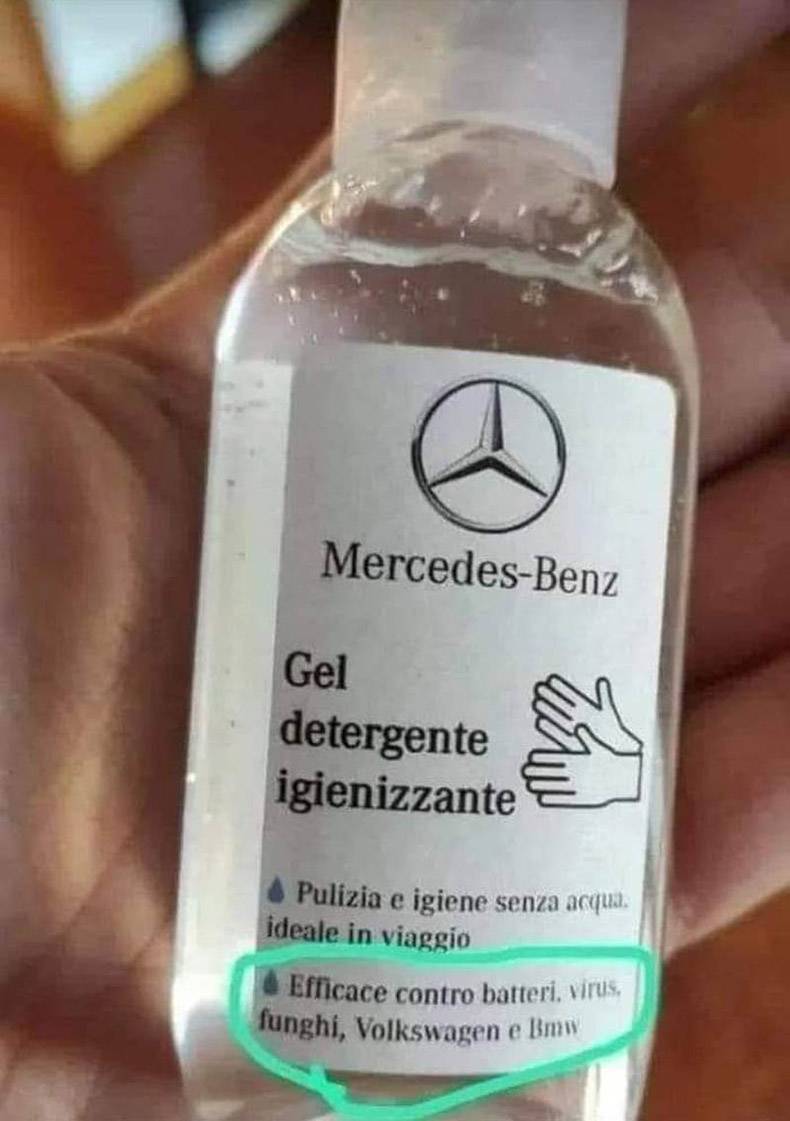 Mercedes-Benz
Gel
detergente
igienizzante
Pulizia e igiene senza acqua,
ideale in viaggio
Efficace contro batteri, virus,
funghi, Volkswagen e Bmw